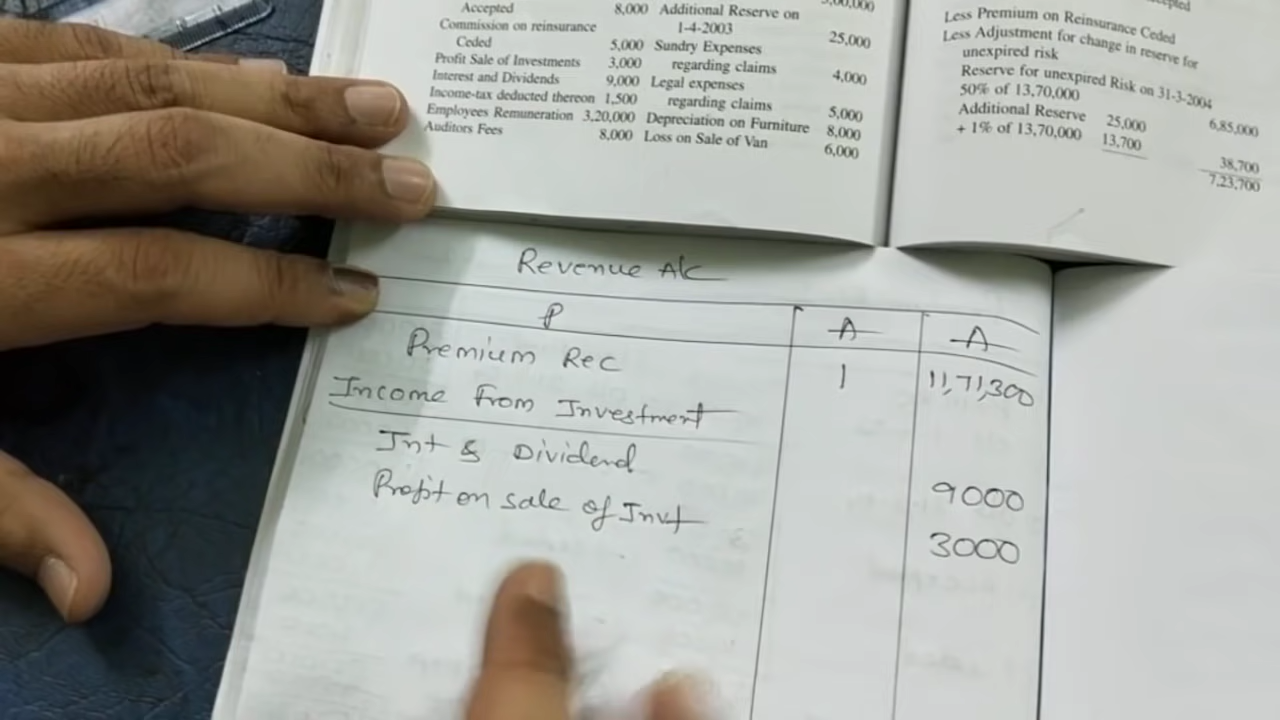 Accepted 8,000 Additional Reserve on
Commission on reinsurance 1-4-2003 25,000
Ceded 5,000 Sundry Expenses
Profit Sale of Investments 3,000 regarding claims 4,000
Interest and Dividends 9,000 Legal expenses
Income-tax deducted thereon 1,500 regarding claims 5,000
Employees Remuneration 3,20,000 Depreciation on Furniture 8,000
Auditors Fees 8,000 Loss on Sale of Van 6,000
Less Premium on Reinsurance Ceded
Less Adjustment for change in reserve for
unexpired risk
Reserve for unexpired Risk on 31-3-2004
50% of 13,70,000 6,85,000
Additional Reserve 25,000
+ 1% of 13,70,000 13,700 38,700
7,23,700
Revenue A/c
P A A
Premium Rec 1 11,71,300
Income From Investment
Int & Dividend 9000
Profit on sale of Invt 3000